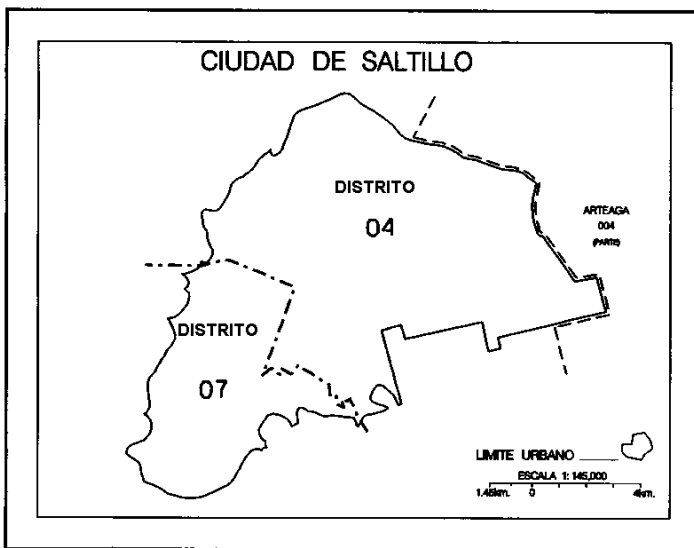 CIUDAD DE SALTILLO
DISTRITO
04
ARTEAGA
004
(PARTE)
DISTRITO
07
LIMITE URBANO
ESCALA 1: 145,000
1.45km. 0 4km.